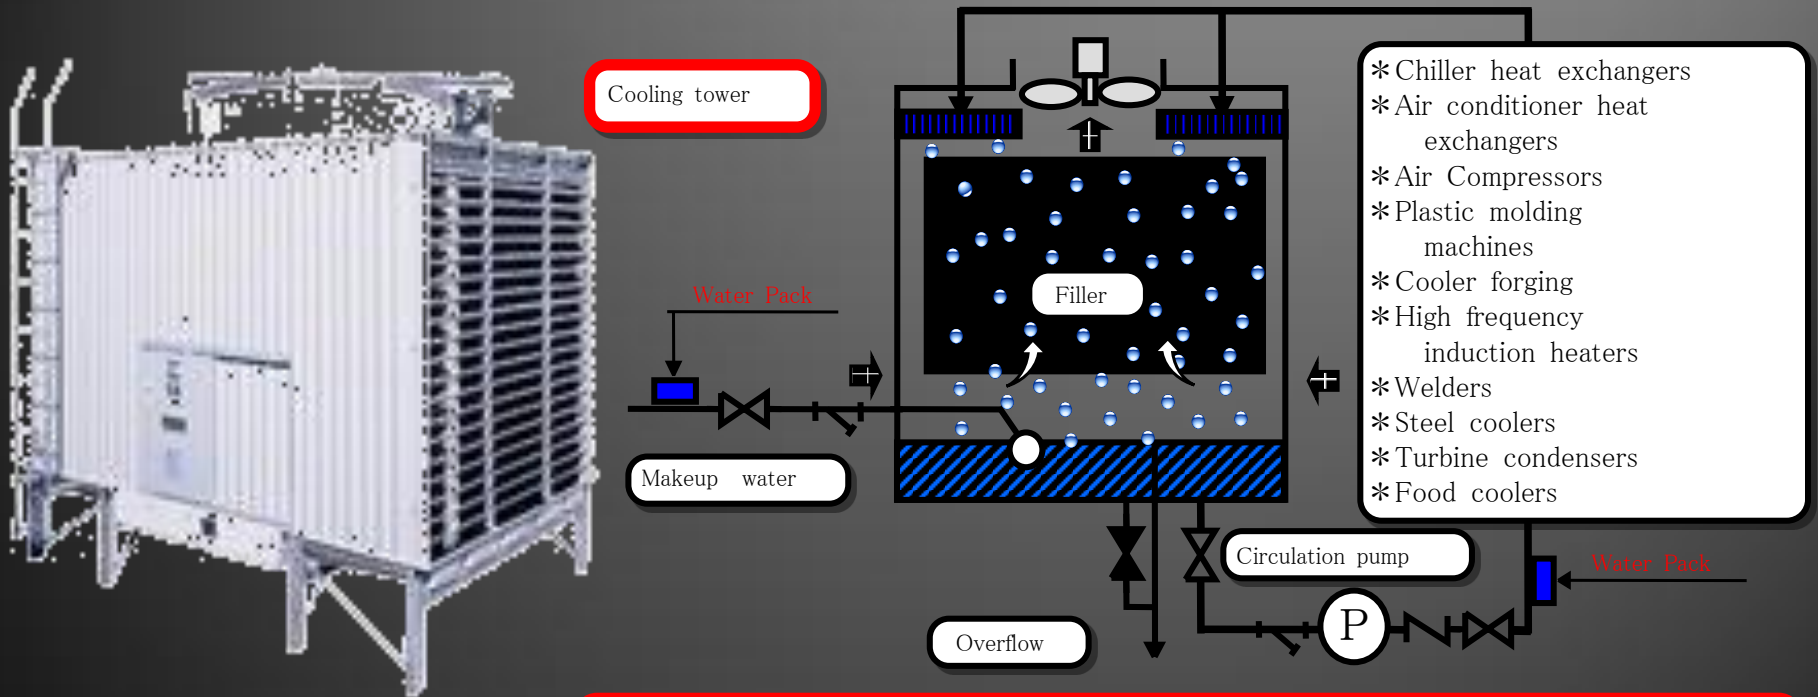 Cooling tower
Water Pack
Makeup water
Filler
*Chiller heat exchangers
*Air conditioner heat
exchangers
*Air Compressors
*Plastic molding
machines
*Cooler forging
*High frequency
induction heaters
*Welders
*Steel coolers
*Turbine condensers
*Food coolers
Circulation pump
Water Pack
Overflow
P